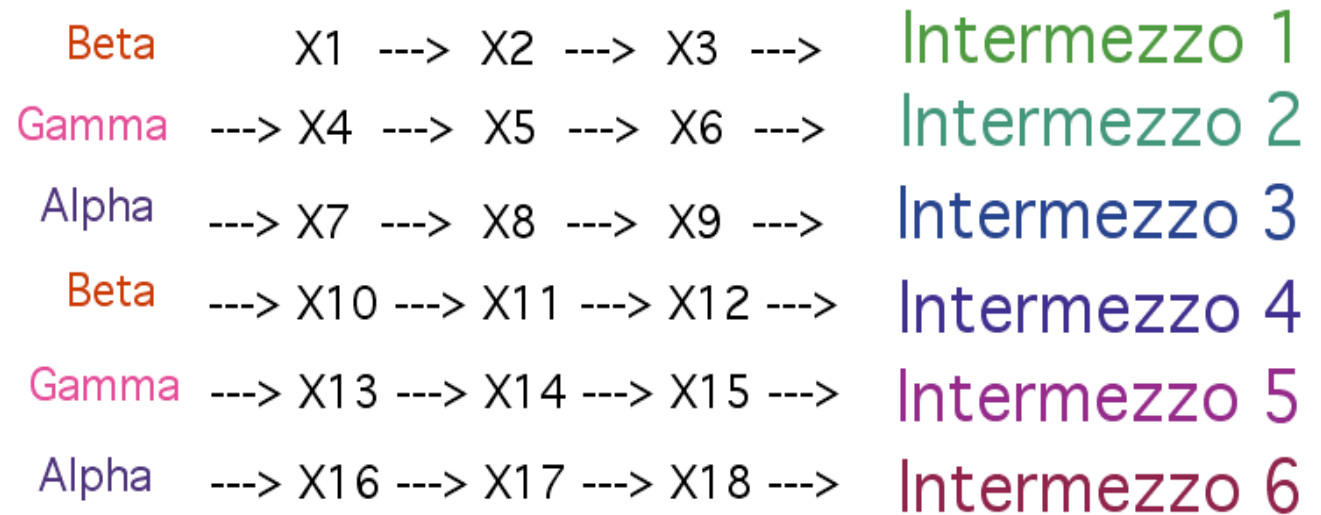 Beta X1 ---> X2 ---> X3 ---> Intermezzo 1
Gamma ---> X4 ---> X5 ---> X6 ---> Intermezzo 2
Alpha ---> X7 ---> X8 ---> X9 ---> Intermezzo 3
Beta ---> X10 ---> X11 ---> X12 ---> Intermezzo 4
Gamma ---> X13 ---> X14 ---> X15 ---> Intermezzo 5
Alpha ---> X16 ---> X17 ---> X18 ---> Intermezzo 6